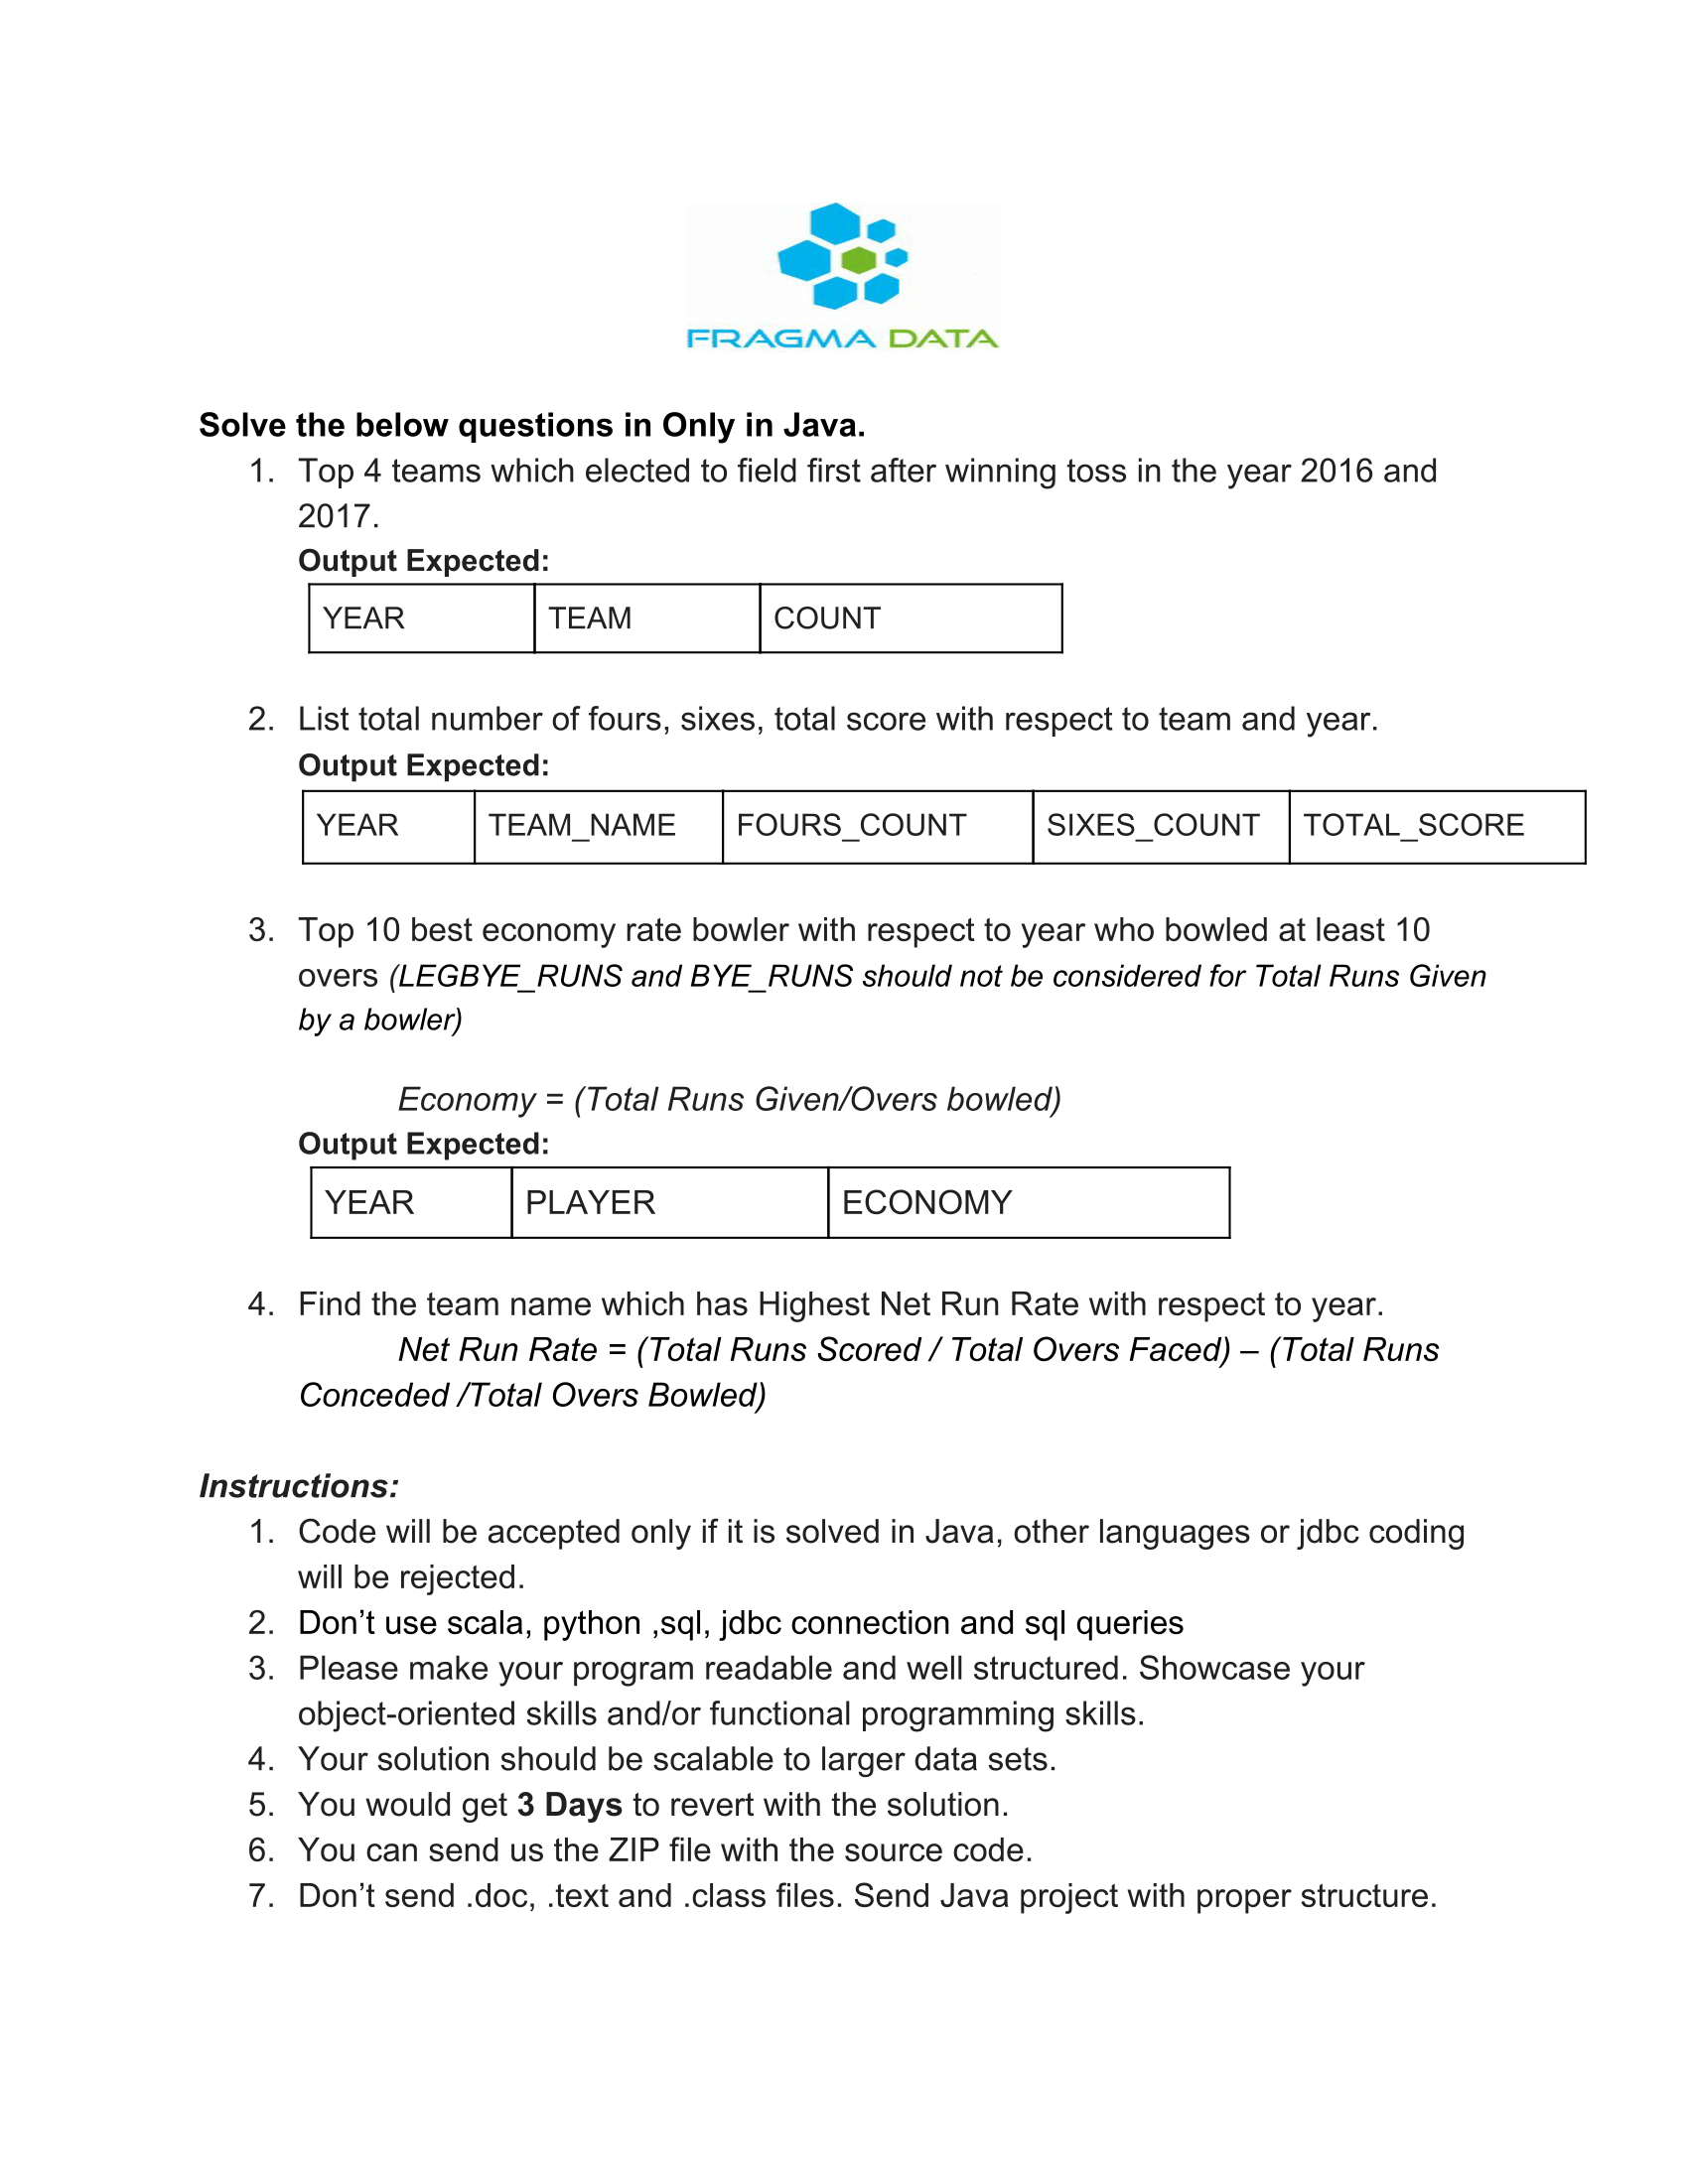 FRAGMA DATA
Solve the below questions in Only in Java.
1. Top 4 teams which elected to field first after winning toss in the year 2016 and
2017.
Output Expected:
YEAR TEAM COUNT
2. List total number of fours, sixes, total score with respect to team and year.
Output Expected:
YEAR TEAM_NAME FOURS_COUNT SIXES_COUNT TOTAL_SCORE
3. Top 10 best economy rate bowler with respect to year who bowled at least 10
overs (LEGBYE_RUNS and BYE_RUNS should not be considered for Total Runs Given
by a bowler)
Economy = (Total Runs Given/Overs bowled)
Output Expected:
YEAR PLAYER ECONOMY
4. Find the team name which has Highest Net Run Rate with respect to year.
Net Run Rate = (Total Runs Scored / Total Overs Faced) – (Total Runs
Conceded /Total Overs Bowled)
Instructions:
1. Code will be accepted only if it is solved in Java, other languages or jdbc coding
will be rejected.
2. Don’t use scala, python ,sql, jdbc connection and sql queries
3. Please make your program readable and well structured. Showcase your
object-oriented skills and/or functional programming skills.
4. Your solution should be scalable to larger data sets.
5. You would get 3 Days to revert with the solution.
6. You can send us the ZIP file with the source code.
7. Don’t send .doc, .text and .class files. Send Java project with proper structure.